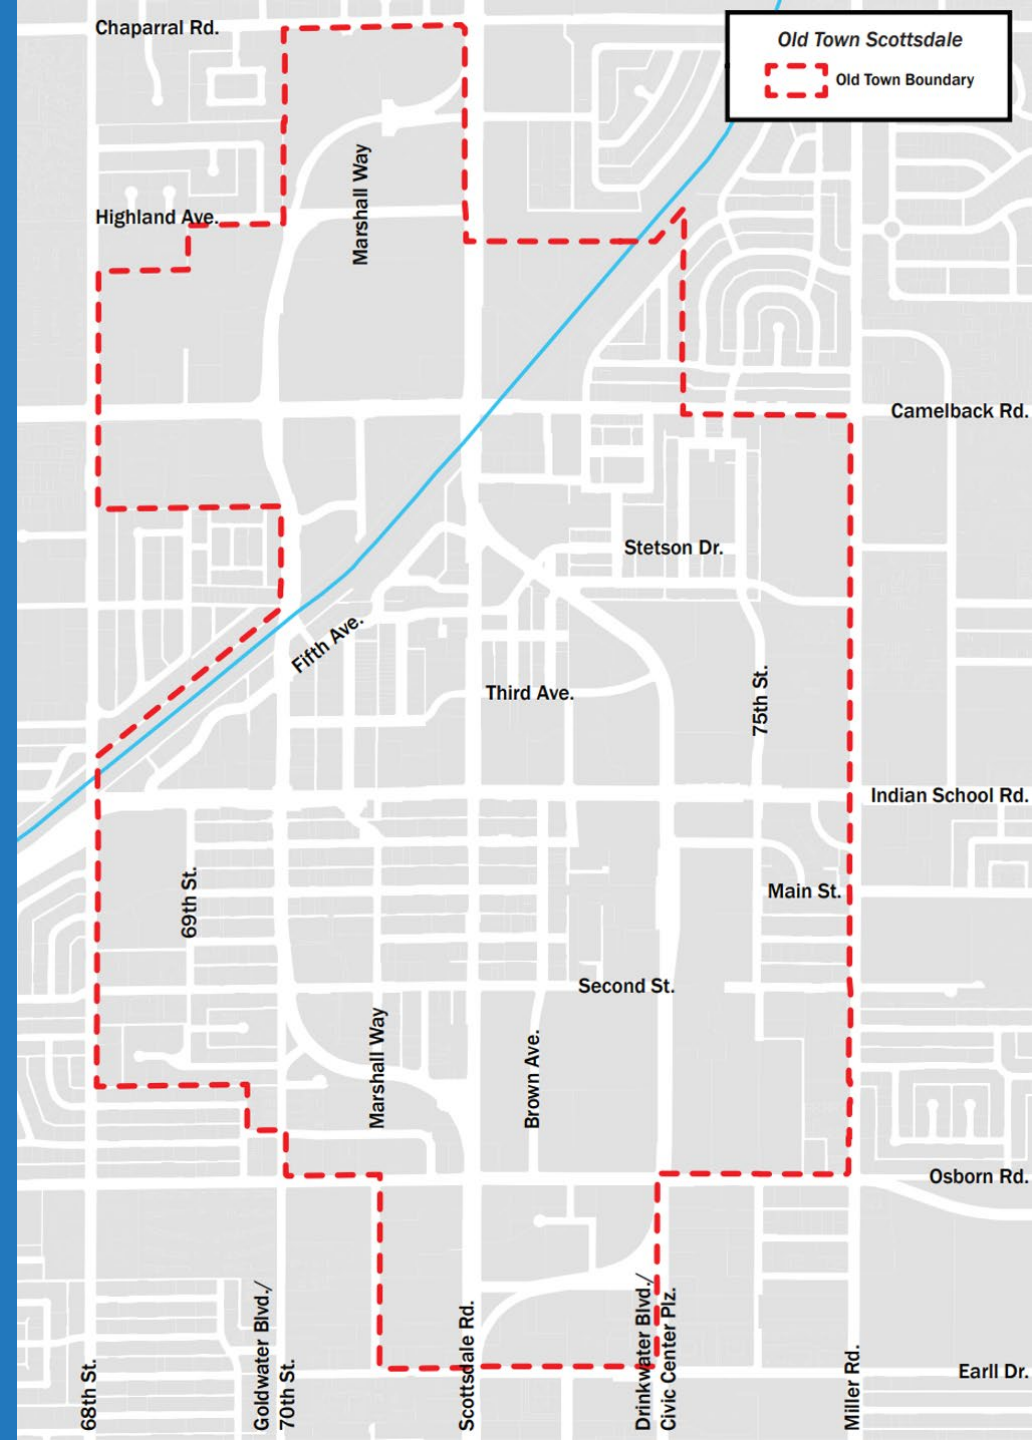 Chaparral Rd.
Old Town Scottsdale
Old Town Boundary
Marshall Way
Highland Ave.
Camelback Rd.
Stetson Dr.
Fifth Ave.
Third Ave.
75th St.
Indian School Rd.
69th St.
Main St.
Second St.
Marshall Way
Brown Ave.
Osborn Rd.
68th St.
Goldwater Blvd./
70th St.
Scottsdale Rd.
Drinkwater Blvd./
Civic Center Plz.
Miller Rd.
Earll Dr.